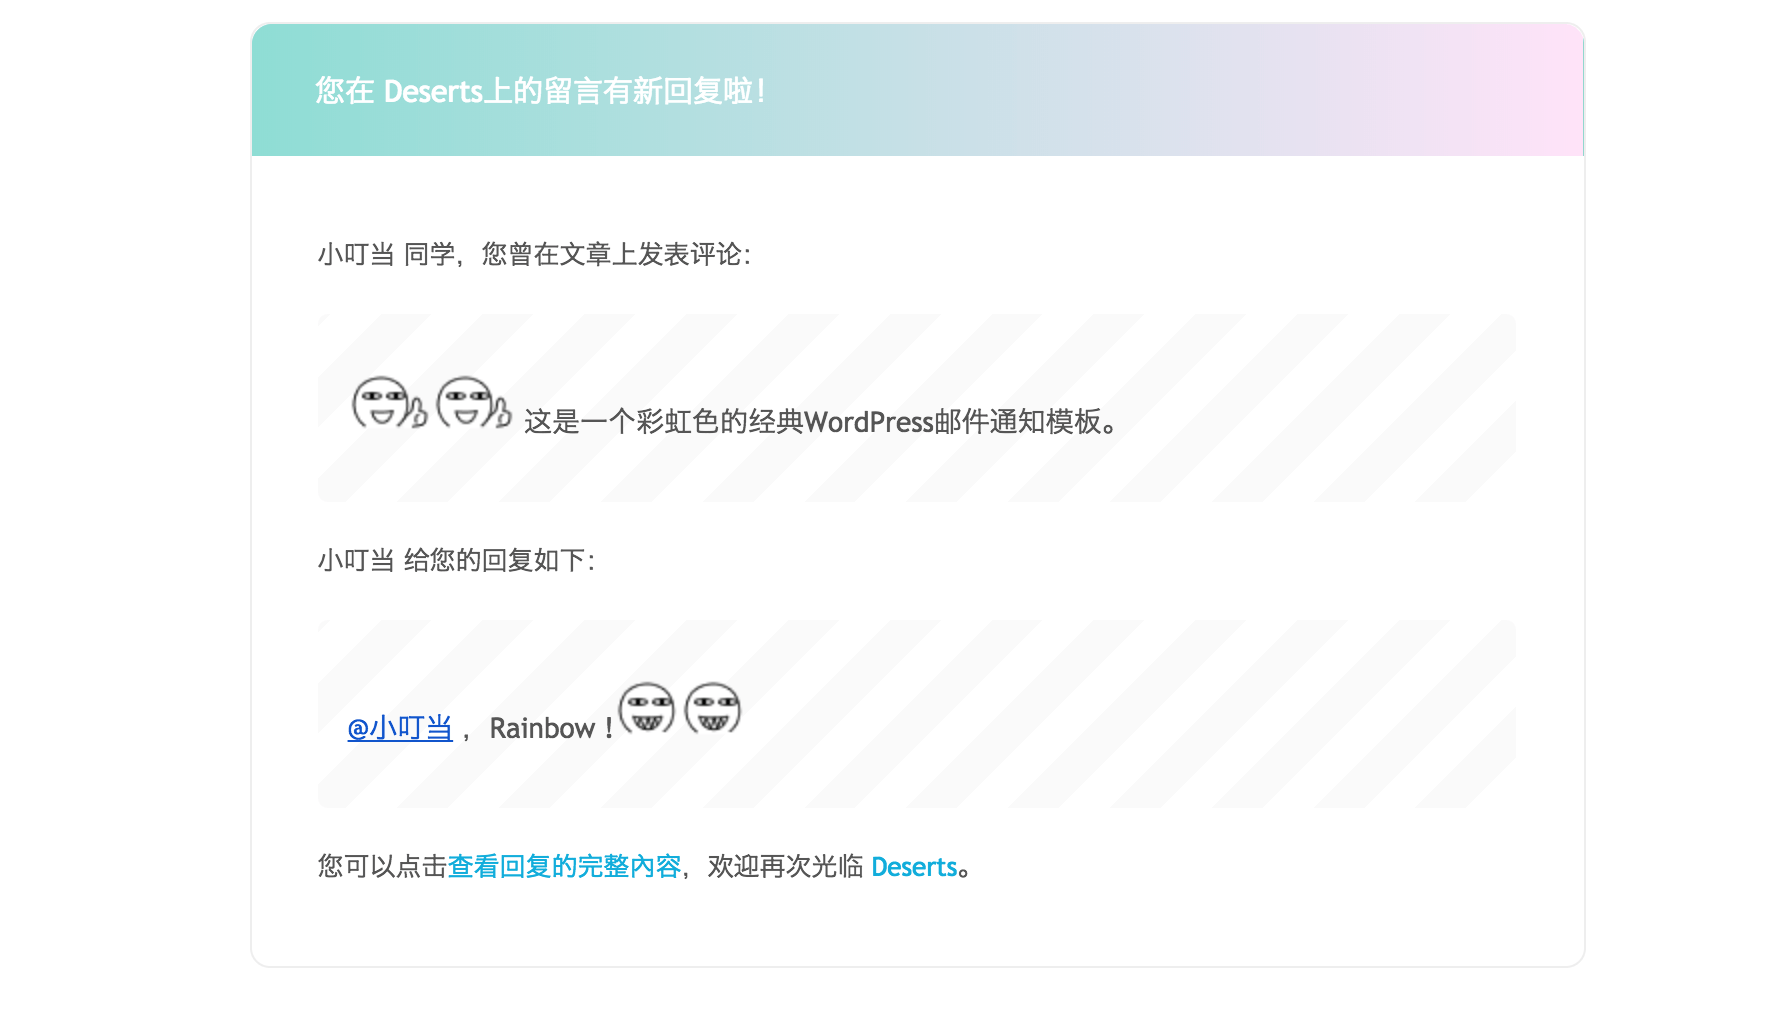 您在 Deserts上的留言有新回复啦！
小叮当 同学，您曾在文章上发表评论：
这是一个彩虹色的经典WordPress邮件通知模板。
小叮当 给您的回复如下：
@小叮当 ，Rainbow！
您可以点击查看回复的完整內容，欢迎再次光临 Deserts。